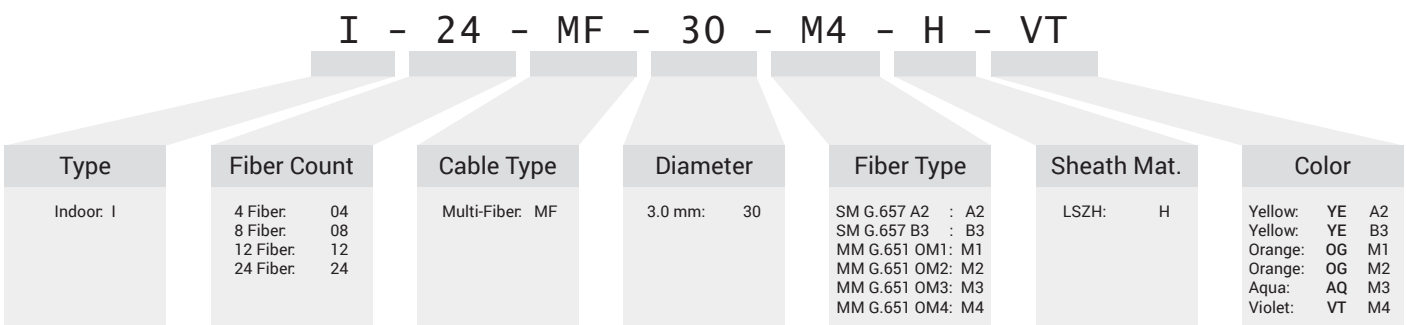 I - 24 - MF - 30 - M4 - H - VT
Type
Indoor: I
Fiber Count
4 Fiber: 04
8 Fiber: 08
12 Fiber: 12
24 Fiber: 24
Cable Type
Multi-Fiber: MF
Diameter
3.0 mm: 30
Fiber Type
SM G.657 A2 : A2
SM G.657 B3 : B3
MM G.651 OM1: M1
MM G.651 OM2: M2
MM G.651 OM3: M3
MM G.651 OM4: M4
Sheath Mat.
LSZH: H
Color
Yellow: YE A2
Yellow: YE B3
Orange: OG M1
Orange: OG M2
Aqua: AQ M3
Violet: VT M4